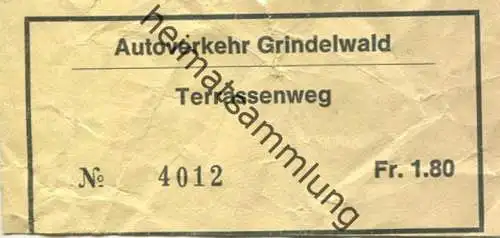 Autoverkehr Grindelwald
Terrassenweg
№ 4012 Fr. 1.80
heimatsammlung